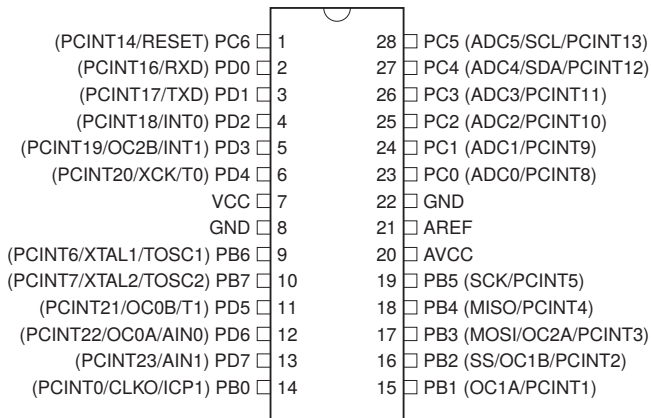 (PCINT14/RESET) PC6 1 28 PC5 (ADC5/SCL/PCINT13)
(PCINT16/RXD) PD0 2 27 PC4 (ADC4/SDA/PCINT12)
(PCINT17/TXD) PD1 3 26 PC3 (ADC3/PCINT11)
(PCINT18/INT0) PD2 4 25 PC2 (ADC2/PCINT10)
(PCINT19/OC2B/INT1) PD3 5 24 PC1 (ADC1/PCINT9)
(PCINT20/XCK/T0) PD4 6 23 PC0 (ADC0/PCINT8)
VCC 7 22 GND
GND 8 21 AREF
(PCINT6/XTAL1/TOSC1) PB6 9 20 AVCC
(PCINT7/XTAL2/TOSC2) PB7 10 19 PB5 (SCK/PCINT5)
(PCINT21/OC0B/T1) PD5 11 18 PB4 (MISO/PCINT4)
(PCINT22/OC0A/AIN0) PD6 12 17 PB3 (MOSI/OC2A/PCINT3)
(PCINT23/AIN1) PD7 13 16 PB2 (SS/OC1B/PCINT2)
(PCINT0/CLKO/ICP1) PB0 14 15 PB1 (OC1A/PCINT1)